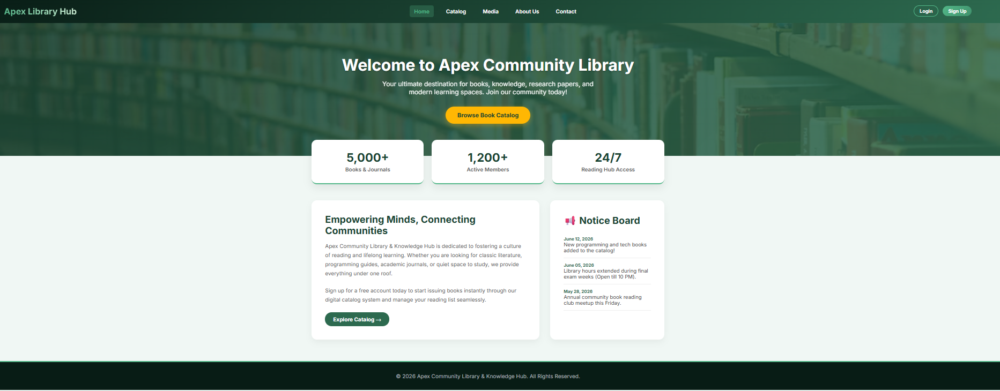 Apex Library Hub
Home
Catalog
Media
About Us
Contact
Login
Sign Up
Welcome to Apex Community Library
Your ultimate destination for books, knowledge, research papers, and
modern learning spaces. Join our community today!
Browse Book Catalog
5,000+
Books & Journals
1,200+
Active Members
24/7
Reading Hub Access
Empowering Minds, Connecting
Communities
Apex Community Library & Knowledge Hub is dedicated to fostering a culture
of reading and lifelong learning. Whether you are looking for classic literature,
programming guides, academic journals, or quiet space to study, we provide
everything under one roof.
Sign up for a free account today to start issuing books instantly through our
digital catalog system and manage your reading list seamlessly.
Explore Catalog →
Notice Board
June 12, 2026
New programming and tech books
added to the catalog!
June 05, 2026
Library hours extended during final
exam weeks (Open till 10 PM).
May 28, 2026
Annual community book reading
club meetup this Friday.
© 2026 Apex Community Library & Knowledge Hub. All Rights Reserved.